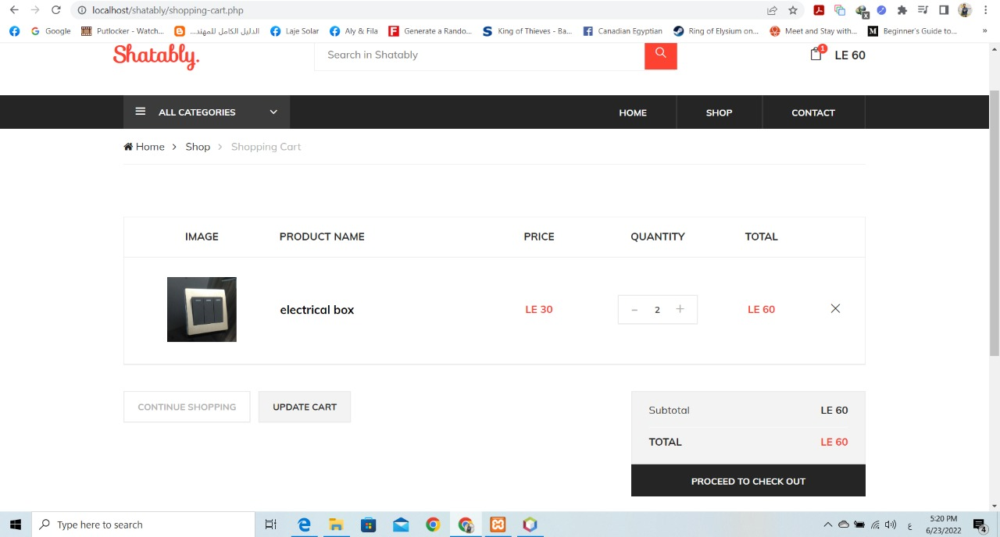 localhost/shatably/shopping-cart.php
Google
Putlocker - Watch...
الدليل الكامل للمهند...
Laje Solar
Aly & Fila
Generate a Rando...
King of Thieves - Ba...
Canadian Egyptian
Ring of Elysium on...
Meet and Stay with...
Beginner's Guide to...
»
Shatably.
Search in Shatably
1
LE 60
ALL CATEGORIES
HOME
SHOP
CONTACT
Home > Shop > Shopping Cart
IMAGE
PRODUCT NAME
PRICE
QUANTITY
TOTAL
electrical box
LE 30
- 2 +
LE 60
CONTINUE SHOPPING
UPDATE CART
Subtotal
LE 60
TOTAL
LE 60
PROCEED TO CHECK OUT
Type here to search
ع
5:20 PM
6/23/2022
4